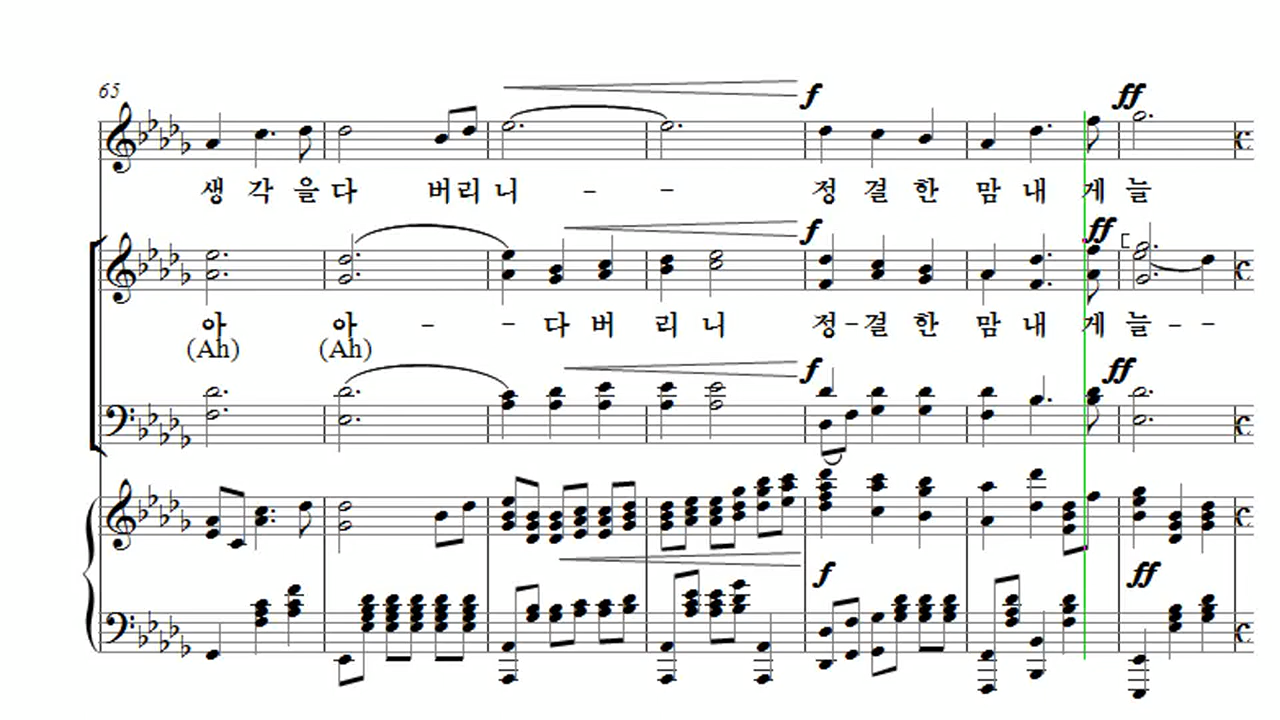 65
f ff
생 각 을 다 버 리 니 - - 정 결 한 맘 내 게 늘
f ff
아 아 - - 다 버 리 니 정 - 결 한 맘 내 게 늘 - -
(Ah) (Ah)
f ff
f ff